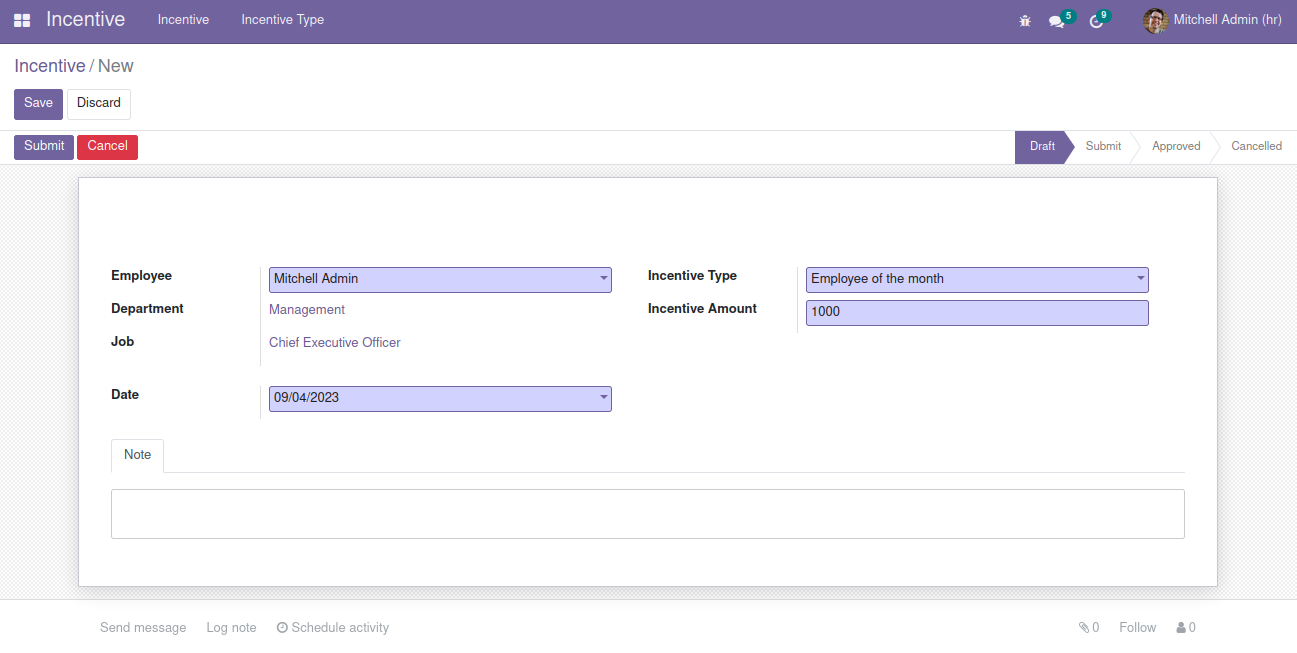 Incentive Incentive Incentive Type 5 9 Mitchell Admin (hr)
Incentive / New
Save Discard
Submit Cancel Draft Submit Approved Cancelled
Employee Mitchell Admin Incentive Type Employee of the month
Department Management Incentive Amount 1000
Job Chief Executive Officer
Date 09/04/2023
Note
Send message Log note Schedule activity 0 Follow 0